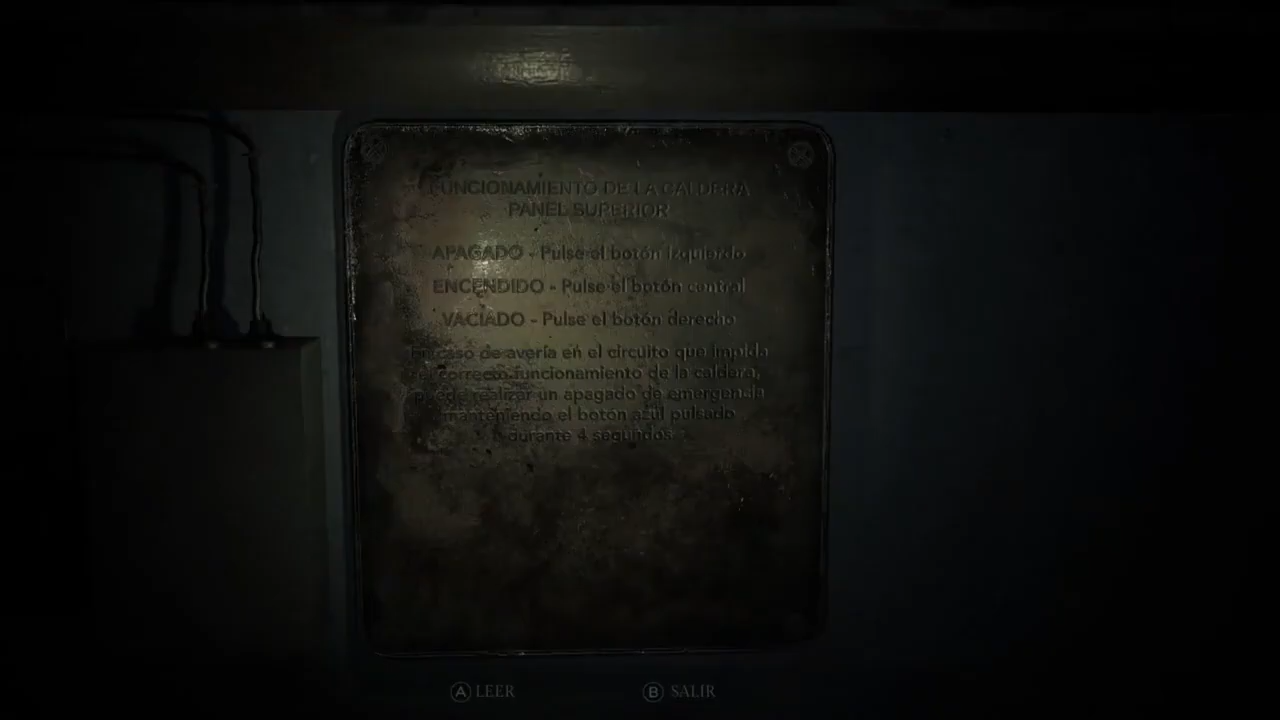 FUNCIONAMIENTO DE LA CALDERA
PANEL SUPERIOR
APAGADO - Pulse el botón izquierdo
ENCENDIDO - Pulse el botón central
VACIADO - Pulse el botón derecho
En caso de avería en el circuito que impida
el correcto funcionamiento de la caldera,
puede realizar un apagado de emergencia
manteniendo el botón azul pulsado
durante 4 segundos.
A LEER B SALIR